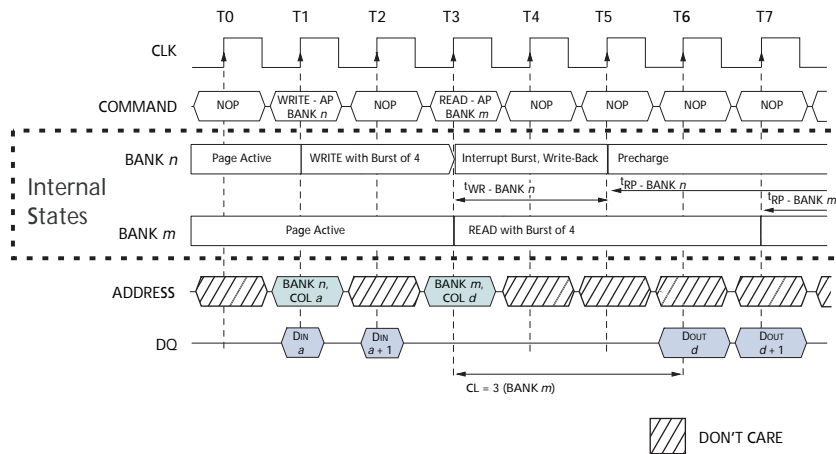 T0 T1 T2 T3 T4 T5 T6 T7
CLK
COMMAND NOP WRITE - AP BANK n NOP READ - AP BANK m NOP NOP NOP NOP
BANK n Page Active WRITE with Burst of 4 Interrupt Burst, Write-Back Precharge
Internal States
tWR - BANK n tRP - BANK n
tRP - BANK m
BANK m Page Active READ with Burst of 4
ADDRESS BANK n, COL a BANK m, COL d
DQ DIN a DIN a + 1 DOUT d DOUT d + 1
CL = 3 (BANK m)
DON'T CARE